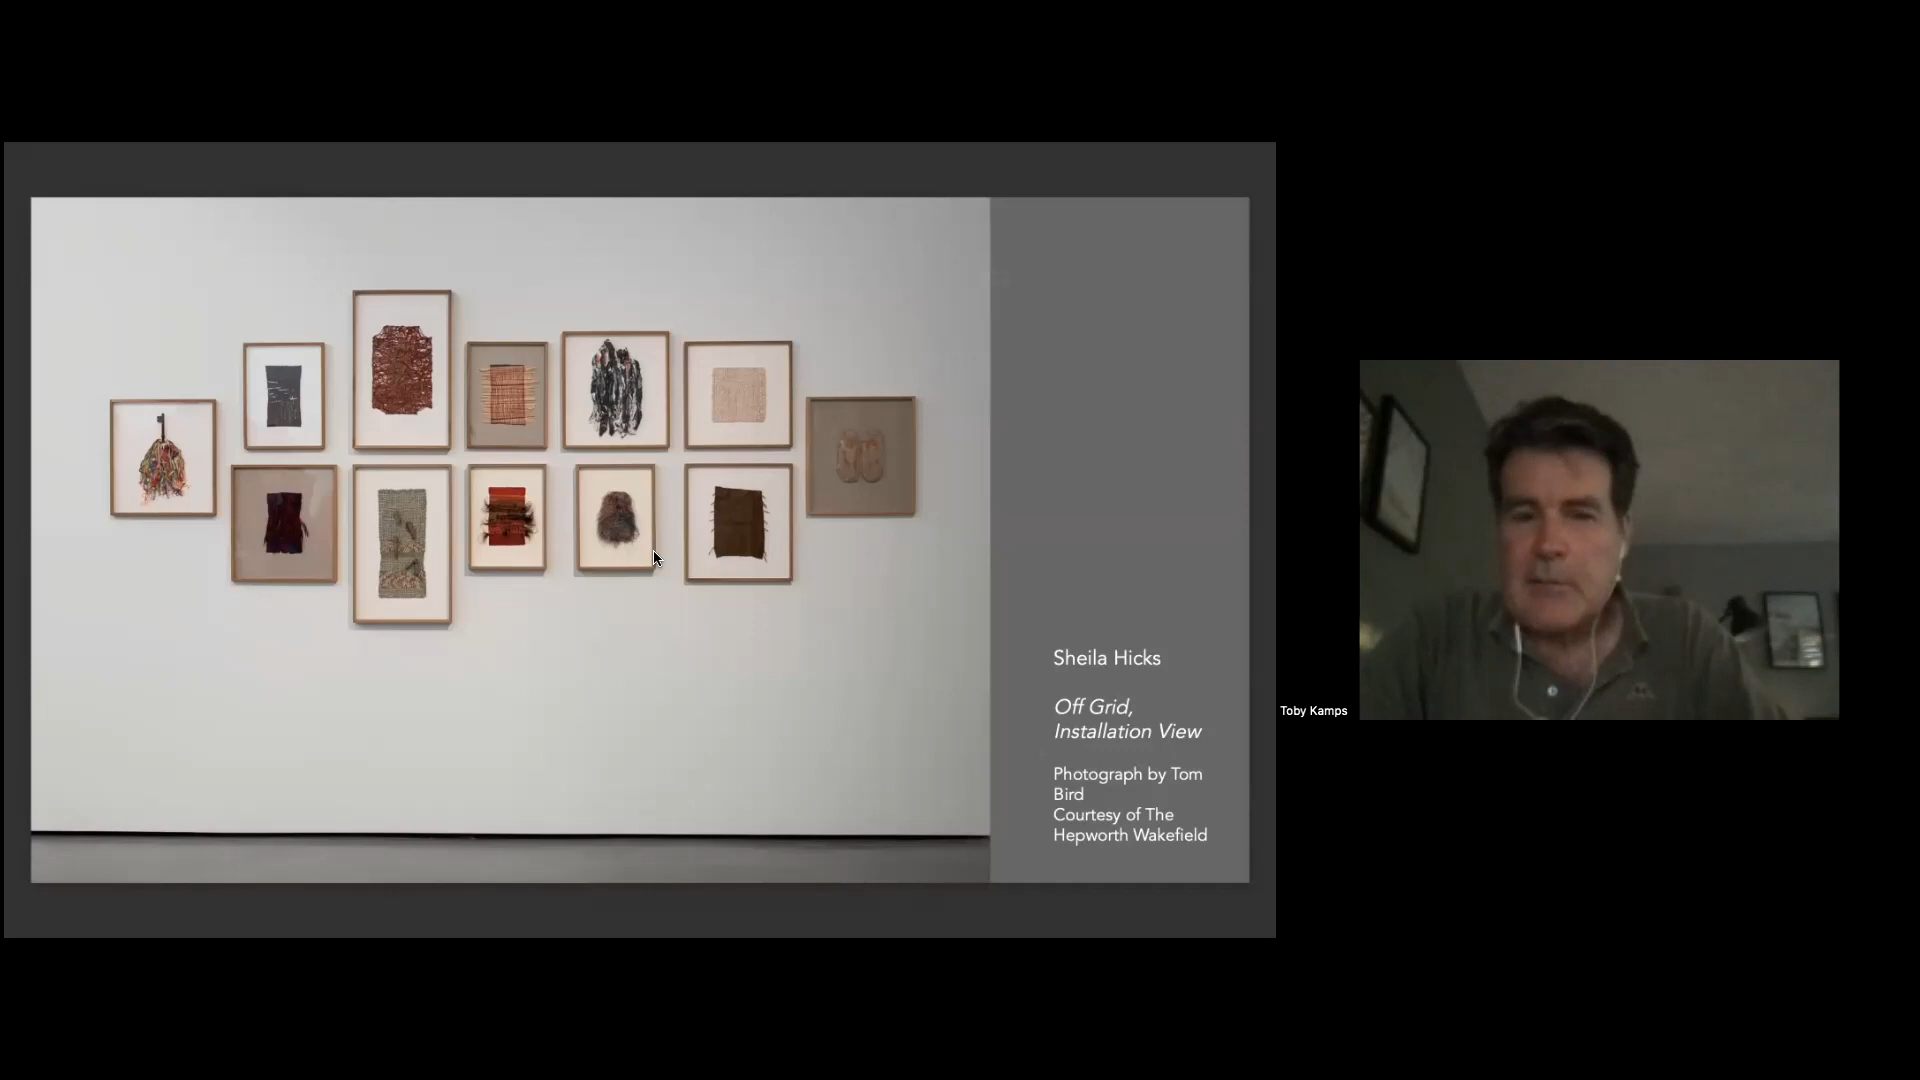 Sheila Hicks
Off Grid,
Installation View
Photograph by Tom
Bird
Courtesy of The
Hepworth Wakefield
Toby Kamps